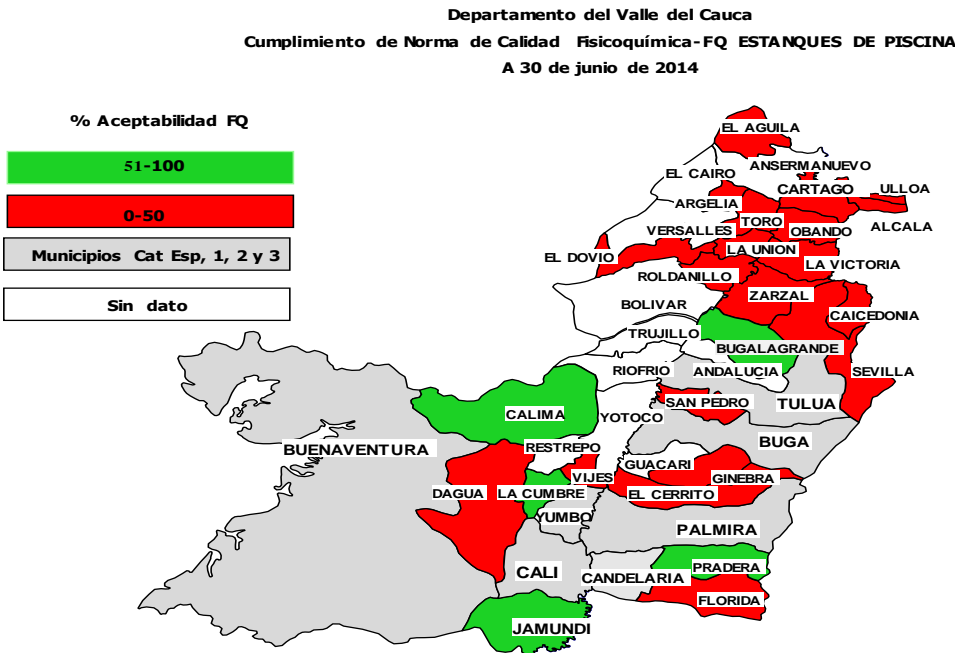 Departamento del Valle del Cauca
Cumplimiento de Norma de Calidad Fisicoquímica-FQ ESTANQUES DE PISCINA
A 30 de junio de 2014
% Aceptabilidad FQ
51-100
0-50
Municipios Cat Esp, 1, 2 y 3
Sin dato
EL AGUILA
ANSERMANUEVO
EL CAIRO
CARTAGO
ULLOA
ARGELIA
TORO
ALCALA
VERSALLES
OBANDO
LA UNION
EL DOVIO
LA VICTORIA
ROLDANILLO
ZARZAL
BOLIVAR
CAICEDONIA
TRUJILLO
BUGALAGRANDE
RIOFRIO
ANDALUCIA
SEVILLA
SAN PEDRO
TULUA
CALIMA
YOTOCO
BUGA
BUENAVENTURA
RESTREPO
GUACARI
VIJES
GINEBRA
DAGUA
LA CUMBRE
EL CERRITO
YUMBO
PALMIRA
PRADERA
CALI
CANDELARIA
FLORIDA
JAMUNDI